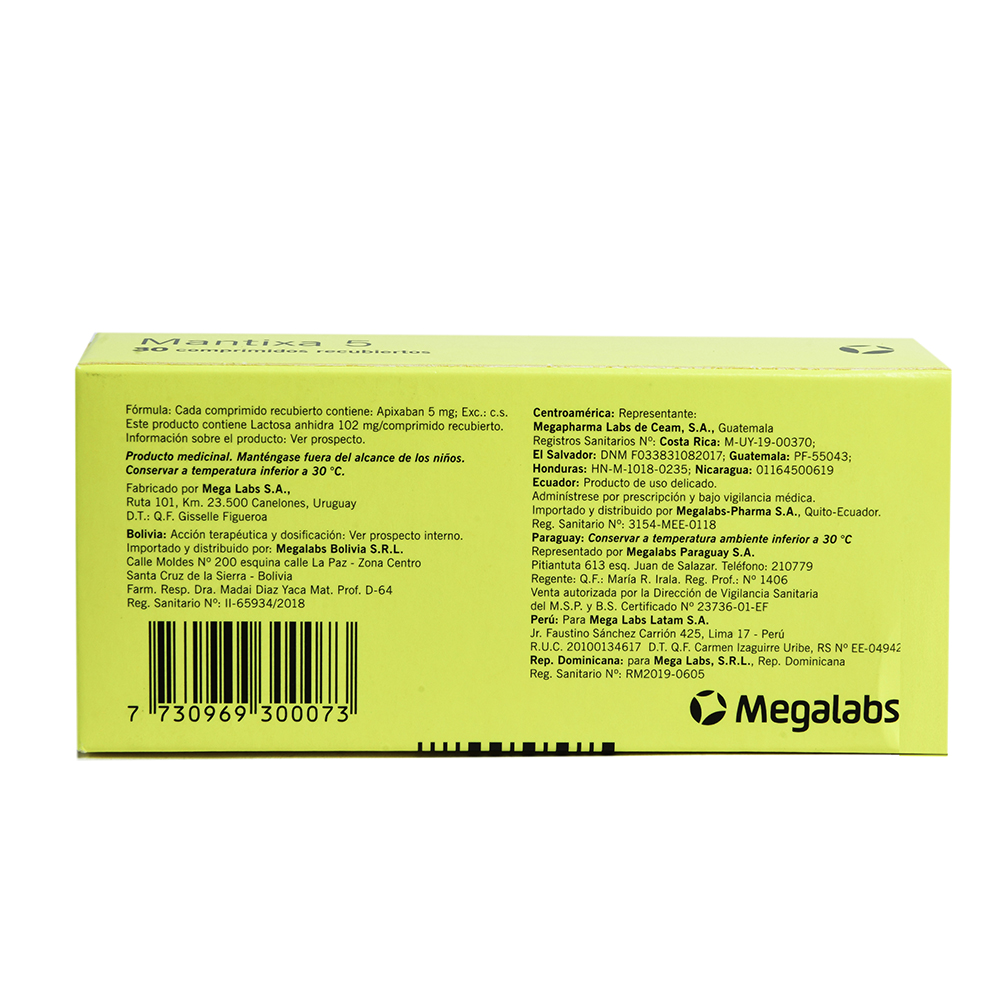 Mantixa 5
30 comprimidos recubiertos
Fórmula: Cada comprimido recubierto contiene: Apixaban 5 mg; Exc.: c.s.
Este producto contiene Lactosa anhidra 102 mg/comprimido recubierto.
Información sobre el producto: Ver prospecto.
Producto medicinal. Manténgase fuera del alcance de los niños.
Conservar a temperatura inferior a 30 °C.
Fabricado por Mega Labs S.A.,
Ruta 101, Km. 23.500 Canelones, Uruguay
D.T.: Q.F. Gisselle Figueroa
Bolivia: Acción terapéutica y dosificación: Ver prospecto interno.
Importado y distribuido por: Megalabs Bolivia S.R.L.
Calle Moldes Nº 200 esquina calle La Paz - Zona Centro
Santa Cruz de la Sierra - Bolivia
Farm. Resp. Dra. Madai Diaz Yaca Mat. Prof. D-64
Reg. Sanitario Nº: II-65934/2018
7 730969 300073
Centroamérica: Representante:
Megapharma Labs de Ceam, S.A., Guatemala
Registros Sanitarios Nº: Costa Rica: M-UY-19-00370;
El Salvador: DNM F033831082017; Guatemala: PF-55043;
Honduras: HN-M-1018-0235; Nicaragua: 01164500619
Ecuador: Producto de uso delicado.
Adminístrese por prescripción y bajo vigilancia médica.
Importado y distribuido por Megalabs-Pharma S.A., Quito-Ecuador.
Reg. Sanitario Nº: 3154-MEE-0118
Paraguay: Conservar a temperatura ambiente inferior a 30 °C
Representado por Megalabs Paraguay S.A.
Pitiantuta 613 esq. Juan de Salazar. Teléfono: 210779
Regente: Q.F.: María R. Irala. Reg. Prof.: Nº 1406
Venta autorizada por la Dirección de Vigilancia Sanitaria
del M.S.P. y B.S. Certificado Nº 23736-01-EF
Perú: Para Mega Labs Latam S.A.
Jr. Faustino Sánchez Carrión 425, Lima 17 - Perú
R.U.C. 20100134617 D.T. Q.F. Carmen Izaguirre Uribe, RS Nº EE-04942
Rep. Dominicana: para Mega Labs, S.R.L., Rep. Dominicana
Reg. Sanitario Nº: RM2019-0605
Megalabs